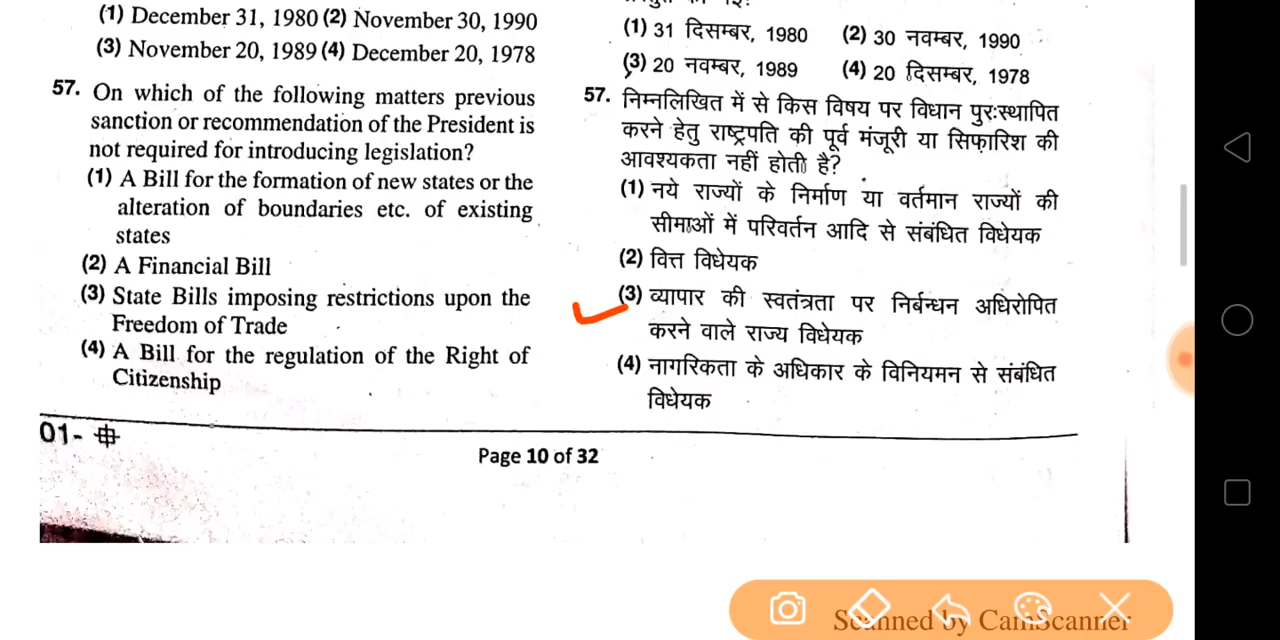 (1) December 31, 1980 (2) November 30, 1990
(3) November 20, 1989 (4) December 20, 1978
57. On which of the following matters previous
sanction or recommendation of the President is
not required for introducing legislation?
(1) A Bill for the formation of new states or the
alteration of boundaries etc. of existing
states
(2) A Financial Bill
(3) State Bills imposing restrictions upon the
Freedom of Trade
(4) A Bill for the regulation of the Right of
Citizenship
(1) 31 दिसम्बर, 1980 (2) 30 नवम्बर, 1990
(3) 20 नवम्बर, 1989 (4) 20 दिसम्बर, 1978
57. निम्नलिखित में से किस विषय पर विधान पुरःस्थापित
करने हेतु राष्ट्रपति की पूर्व मंजूरी या सिफ़ारिश की
आवश्यकता नहीं होती है?
(1) नये राज्यों के निर्माण या वर्तमान राज्यों की
सीमाओं में परिवर्तन आदि से संबंधित विधेयक
(2) वित्त विधेयक
(3) व्यापार की स्वतंत्रता पर निर्बन्धन अधिरोपित
करने वाले राज्य विधेयक
(4) नागरिकता के अधिकार के विनियमन से संबंधित
विधेयक
01-
Page 10 of 32
Scanned by CamScanner